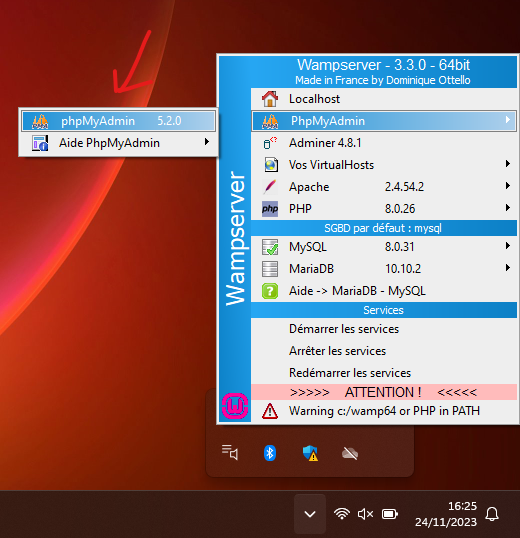 Wampserver - 3.3.0 - 64bit
Made in France by Dominique Ottello
Wampserver
Localhost
PhpMyAdmin
phpMyAdmin 5.2.0
Aide PhpMyAdmin
Adminer 4.8.1
Vos VirtualHosts
Apache 2.4.54.2
php PHP 8.0.26
SGBD par défaut : mysql
MySQL 8.0.31
MariaDB 10.10.2
? Aide -> MariaDB - MySQL
Services
Démarrer les services
Arrêter les services
Redémarrer les services
>>>>> ATTENTION ! <<<<<
Warning c:/wamp64 or PHP in PATH
16:25
24/11/2023